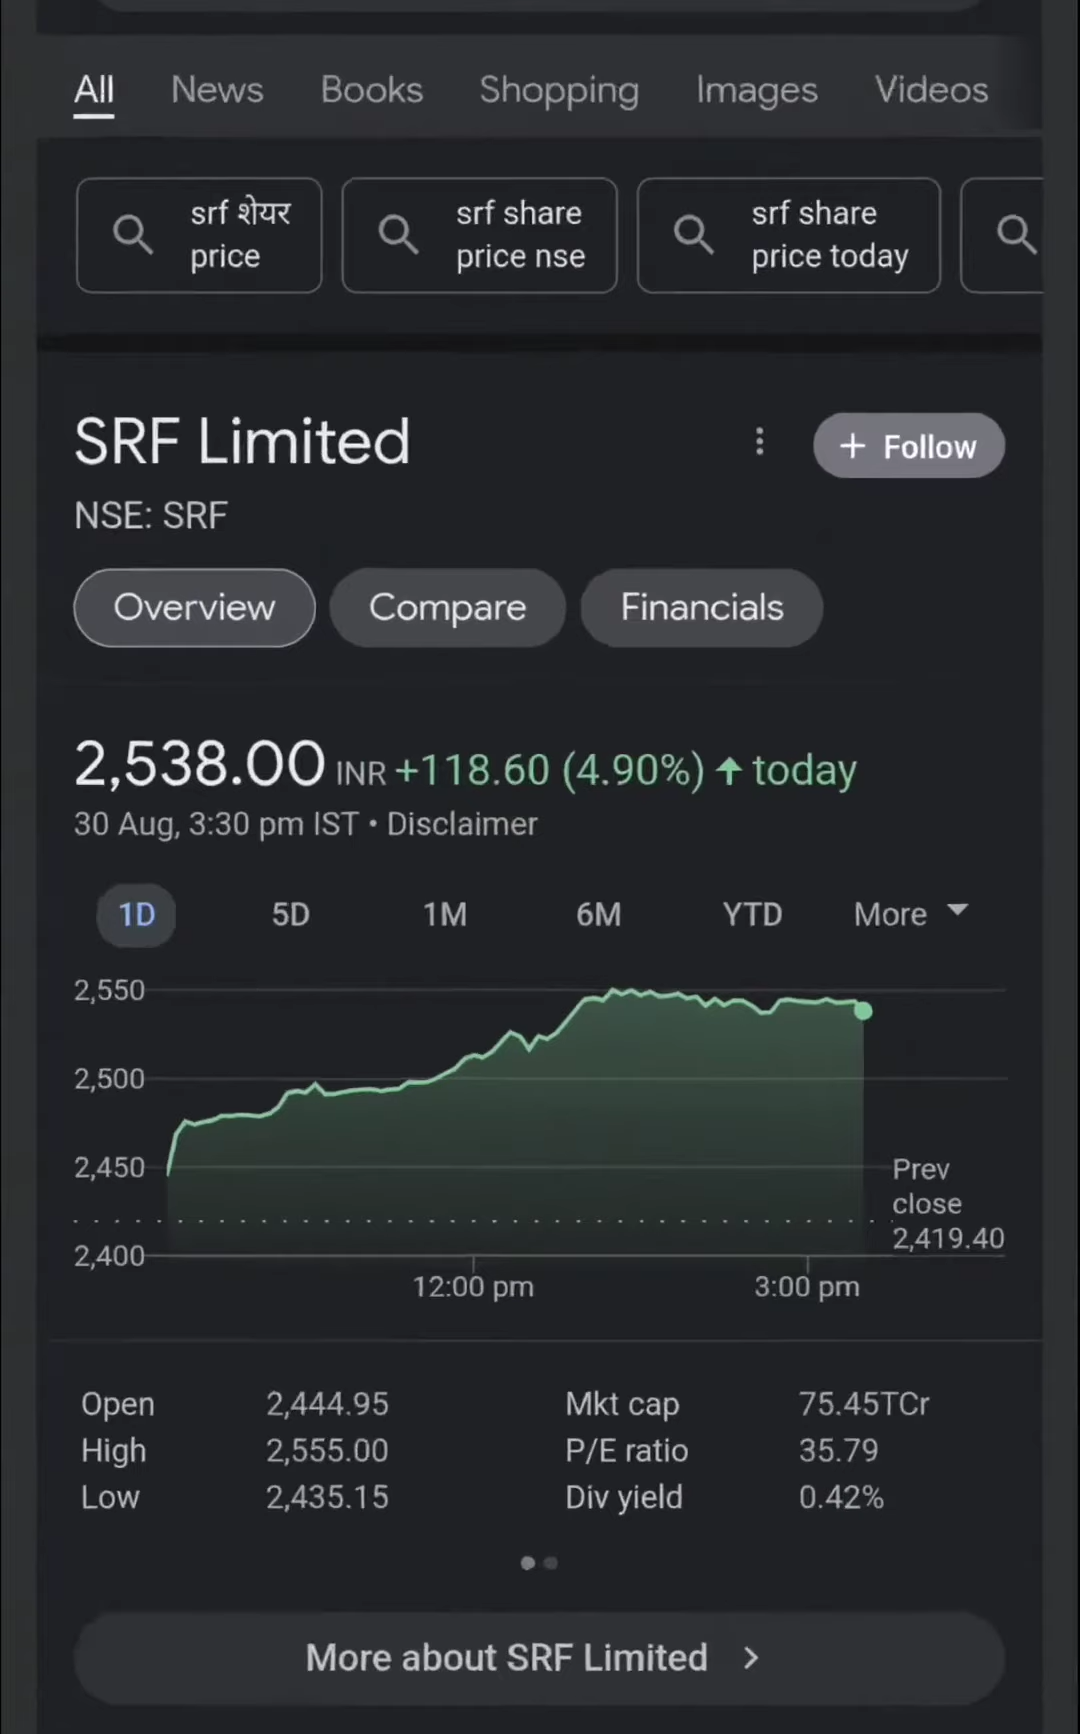 All News Books Shopping Images Videos
srf शेयर price
srf share price nse
srf share price today
SRF Limited
+ Follow
NSE: SRF
Overview Compare Financials
2,538.00 INR +118.60 (4.90%) ↑ today
30 Aug, 3:30 pm IST • Disclaimer
1D 5D 1M 6M YTD More
2,550
2,500
2,450
2,400
Prev
close
2,419.40
12:00 pm 3:00 pm
Open 2,444.95 Mkt cap 75.45TCr
High 2,555.00 P/E ratio 35.79
Low 2,435.15 Div yield 0.42%
More about SRF Limited